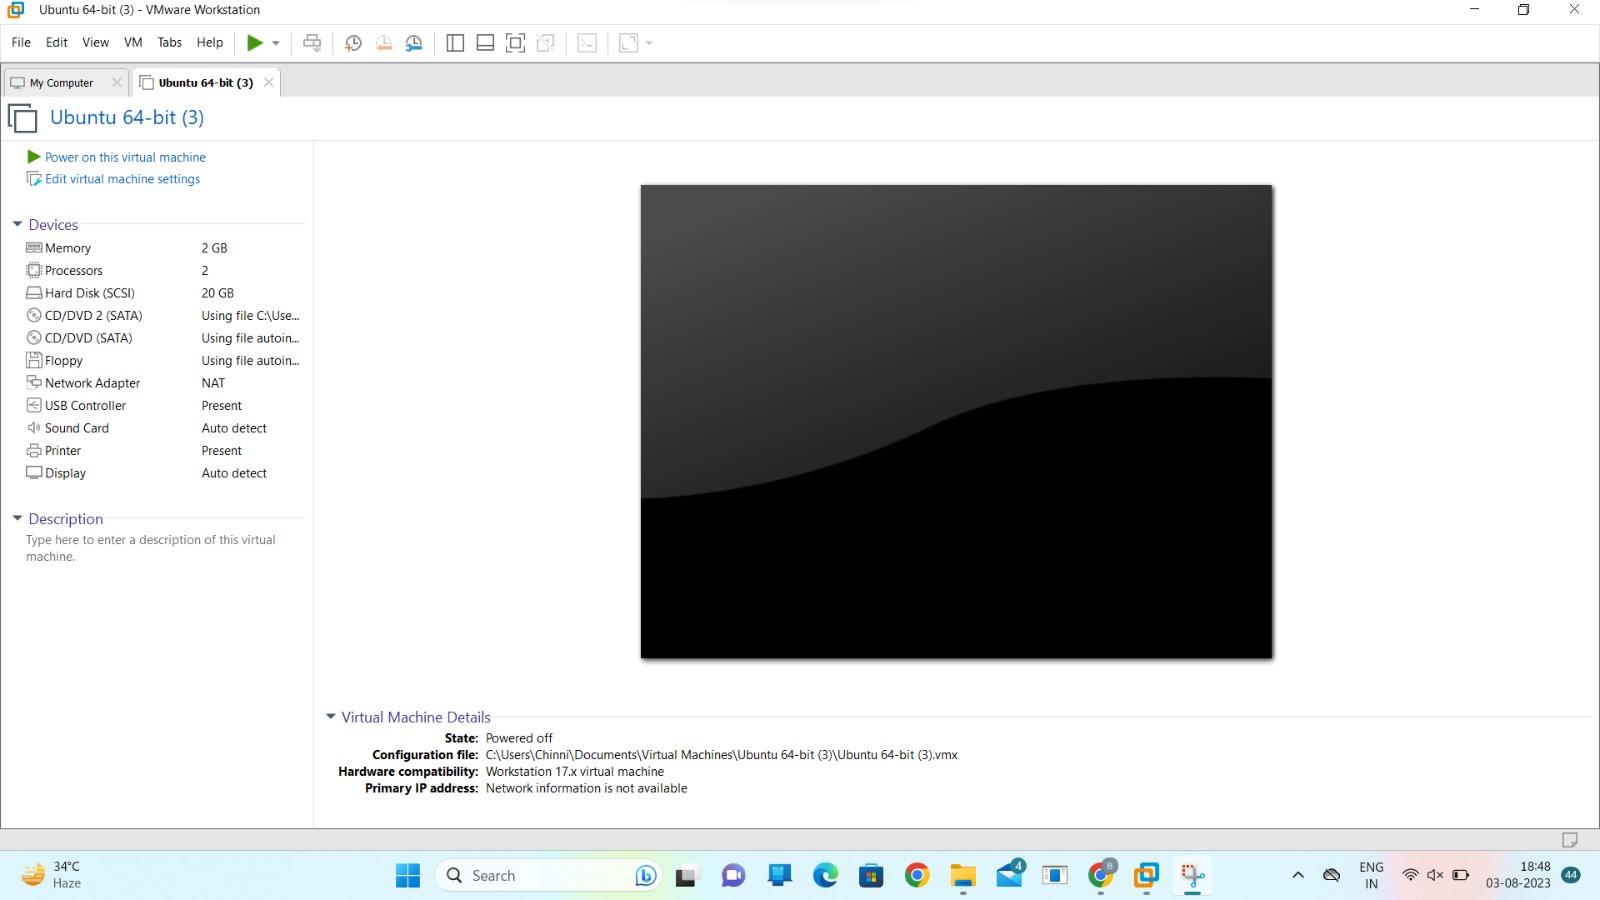 Ubuntu 64-bit (3) - VMware Workstation
File Edit View VM Tabs Help
My Computer Ubuntu 64-bit (3)
Ubuntu 64-bit (3)
Power on this virtual machine
Edit virtual machine settings
Devices
Memory 2 GB
Processors 2
Hard Disk (SCSI) 20 GB
CD/DVD 2 (SATA) Using file C:\Use...
CD/DVD (SATA) Using file autoin...
Floppy Using file autoin...
Network Adapter NAT
USB Controller Present
Sound Card Auto detect
Printer Present
Display Auto detect
Description
Type here to enter a description of this virtual
machine.
Virtual Machine Details
State: Powered off
Configuration file: C:\Users\Chinni\Documents\Virtual Machines\Ubuntu 64-bit (3)\Ubuntu 64-bit (3).vmx
Hardware compatibility: Workstation 17.x virtual machine
Primary IP address: Network information is not available
34°C
Haze
Search
4
B
ENG
IN
18:48
03-08-2023
44